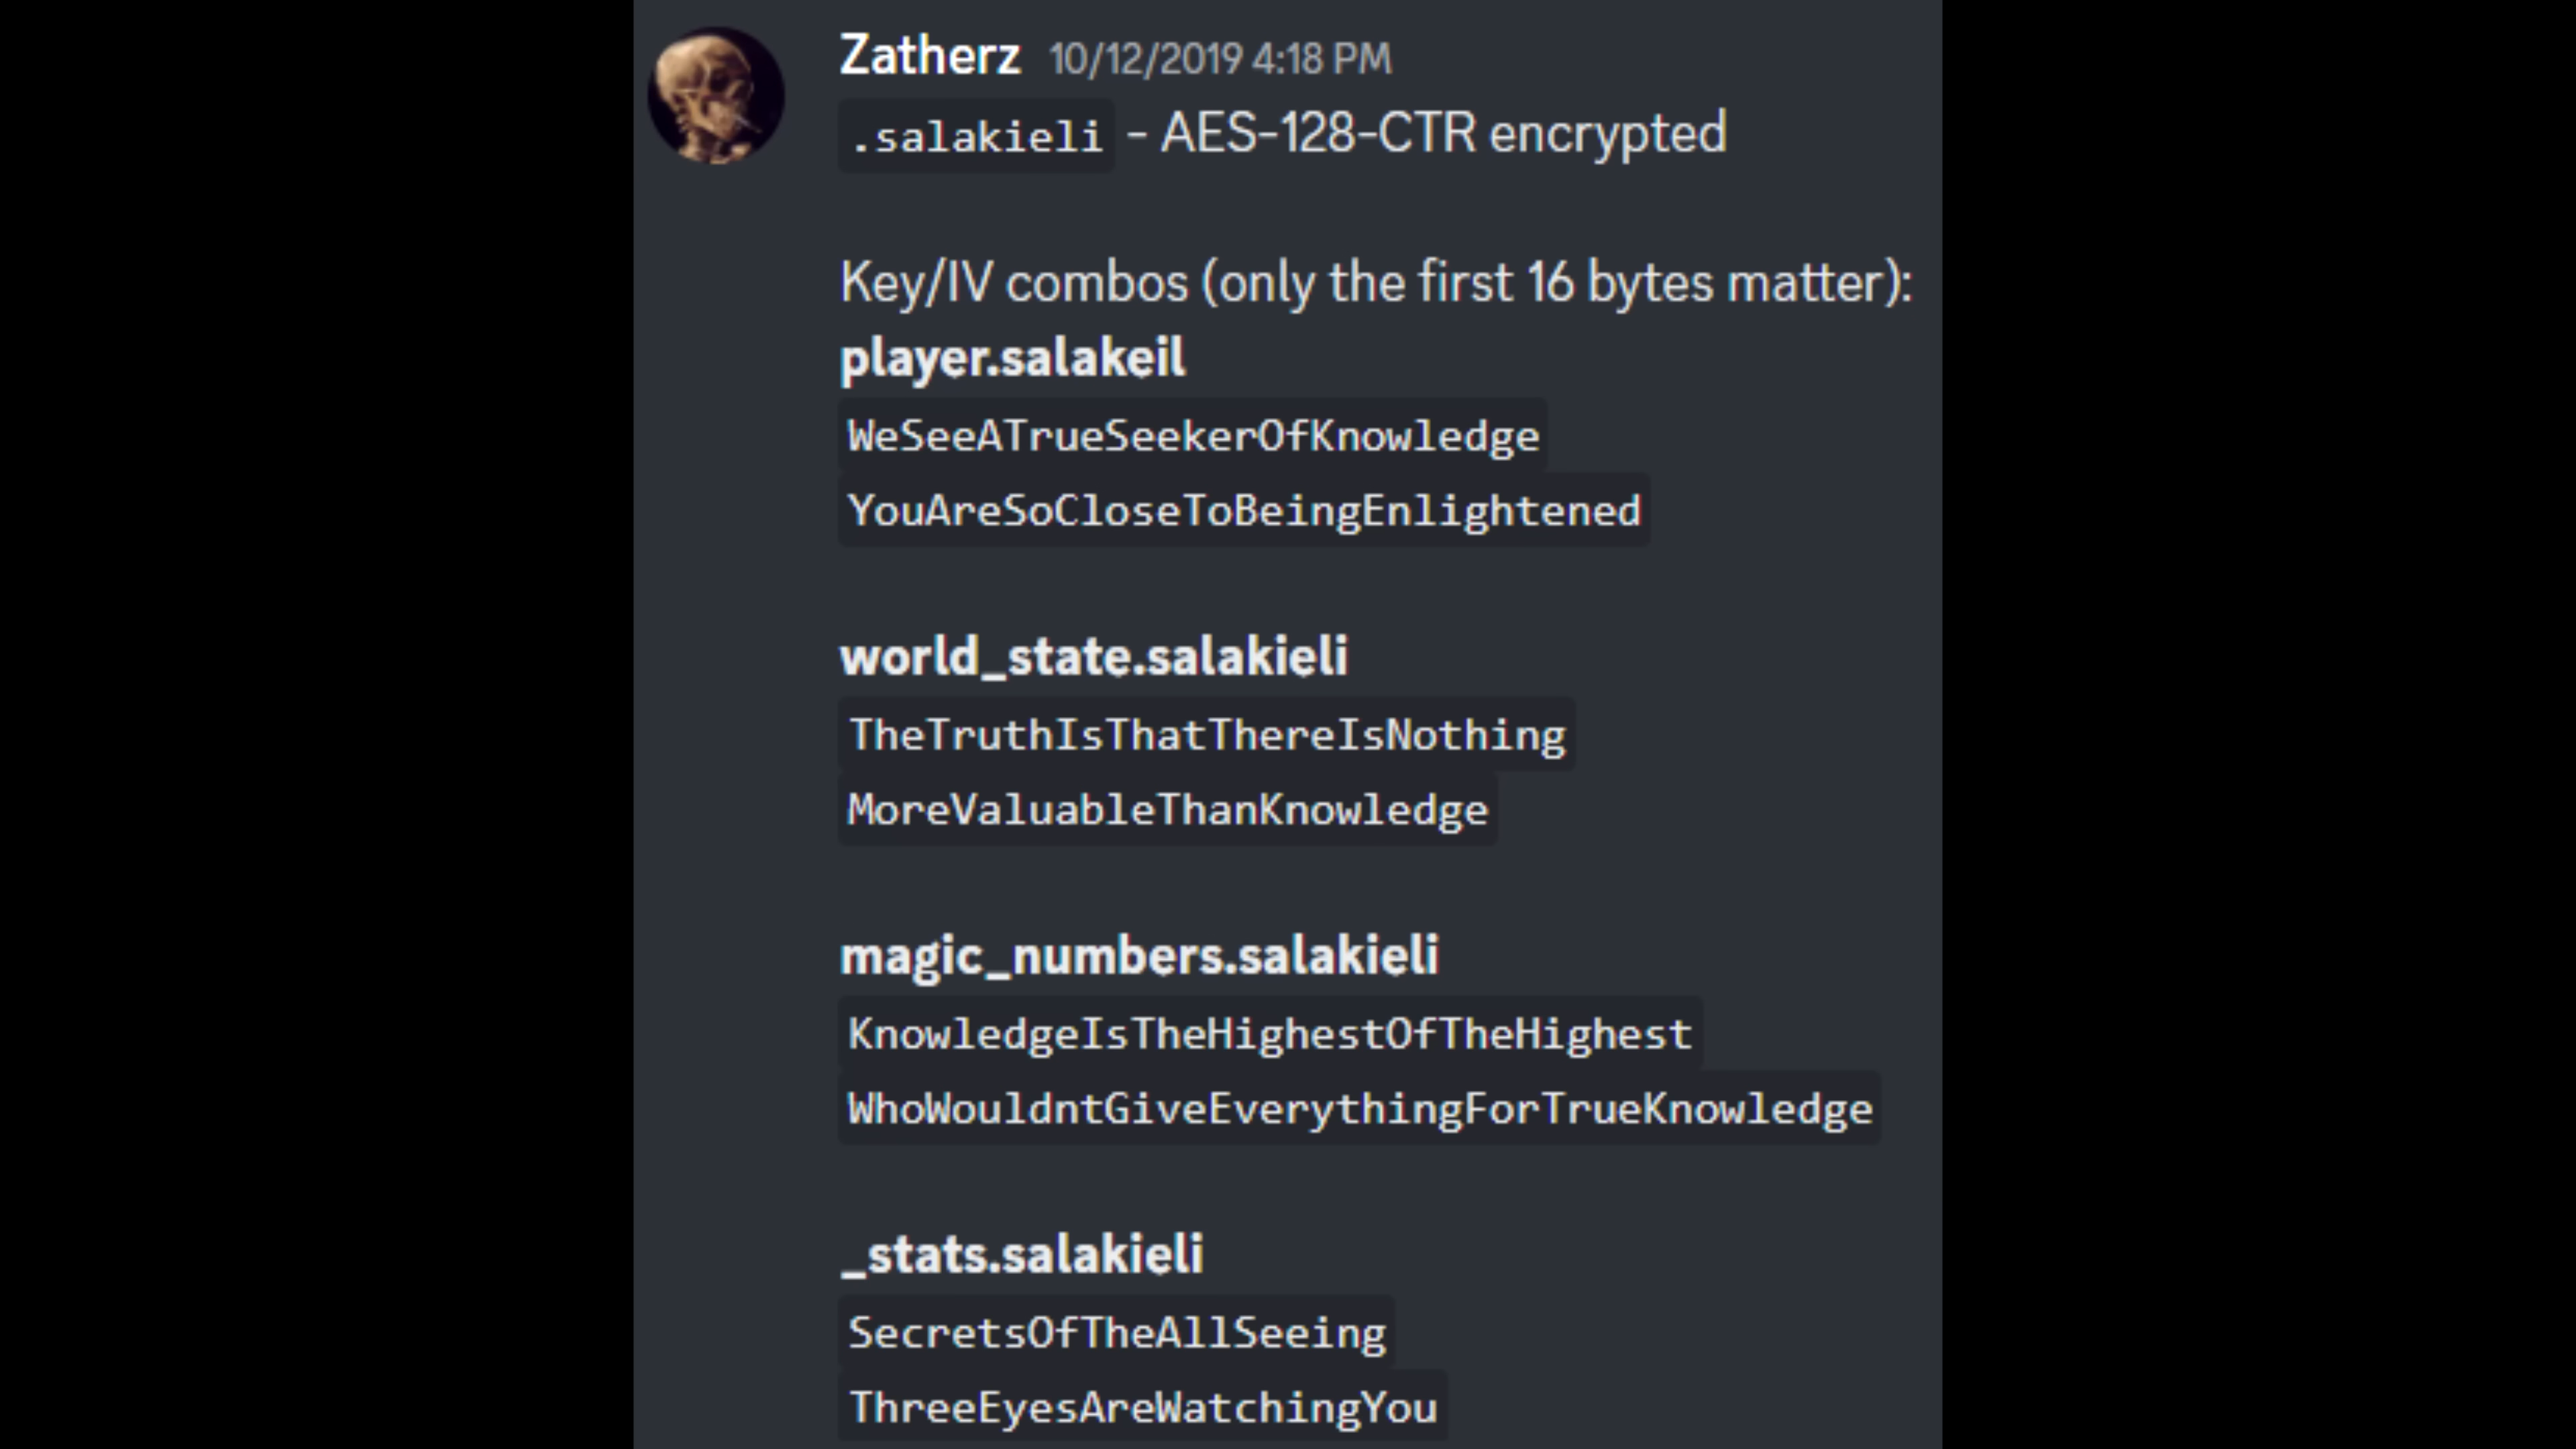 Zatherz 10/12/2019 4:18 PM
.salakieli - AES-128-CTR encrypted
Key/IV combos (only the first 16 bytes matter):
player.salakeil
WeSeeATrueSeekerOfKnowledge
YouAreSoCloseToBeingEnlightened
world_state.salakieli
TheTruthIsThatThereIsNothing
MoreValuableThanKnowledge
magic_numbers.salakieli
KnowledgeIsTheHighestOfTheHighest
WhoWouldntGiveEverythingForTrueKnowledge
_stats.salakieli
SecretsOfTheAllSeeing
ThreeEyesAreWatchingYou